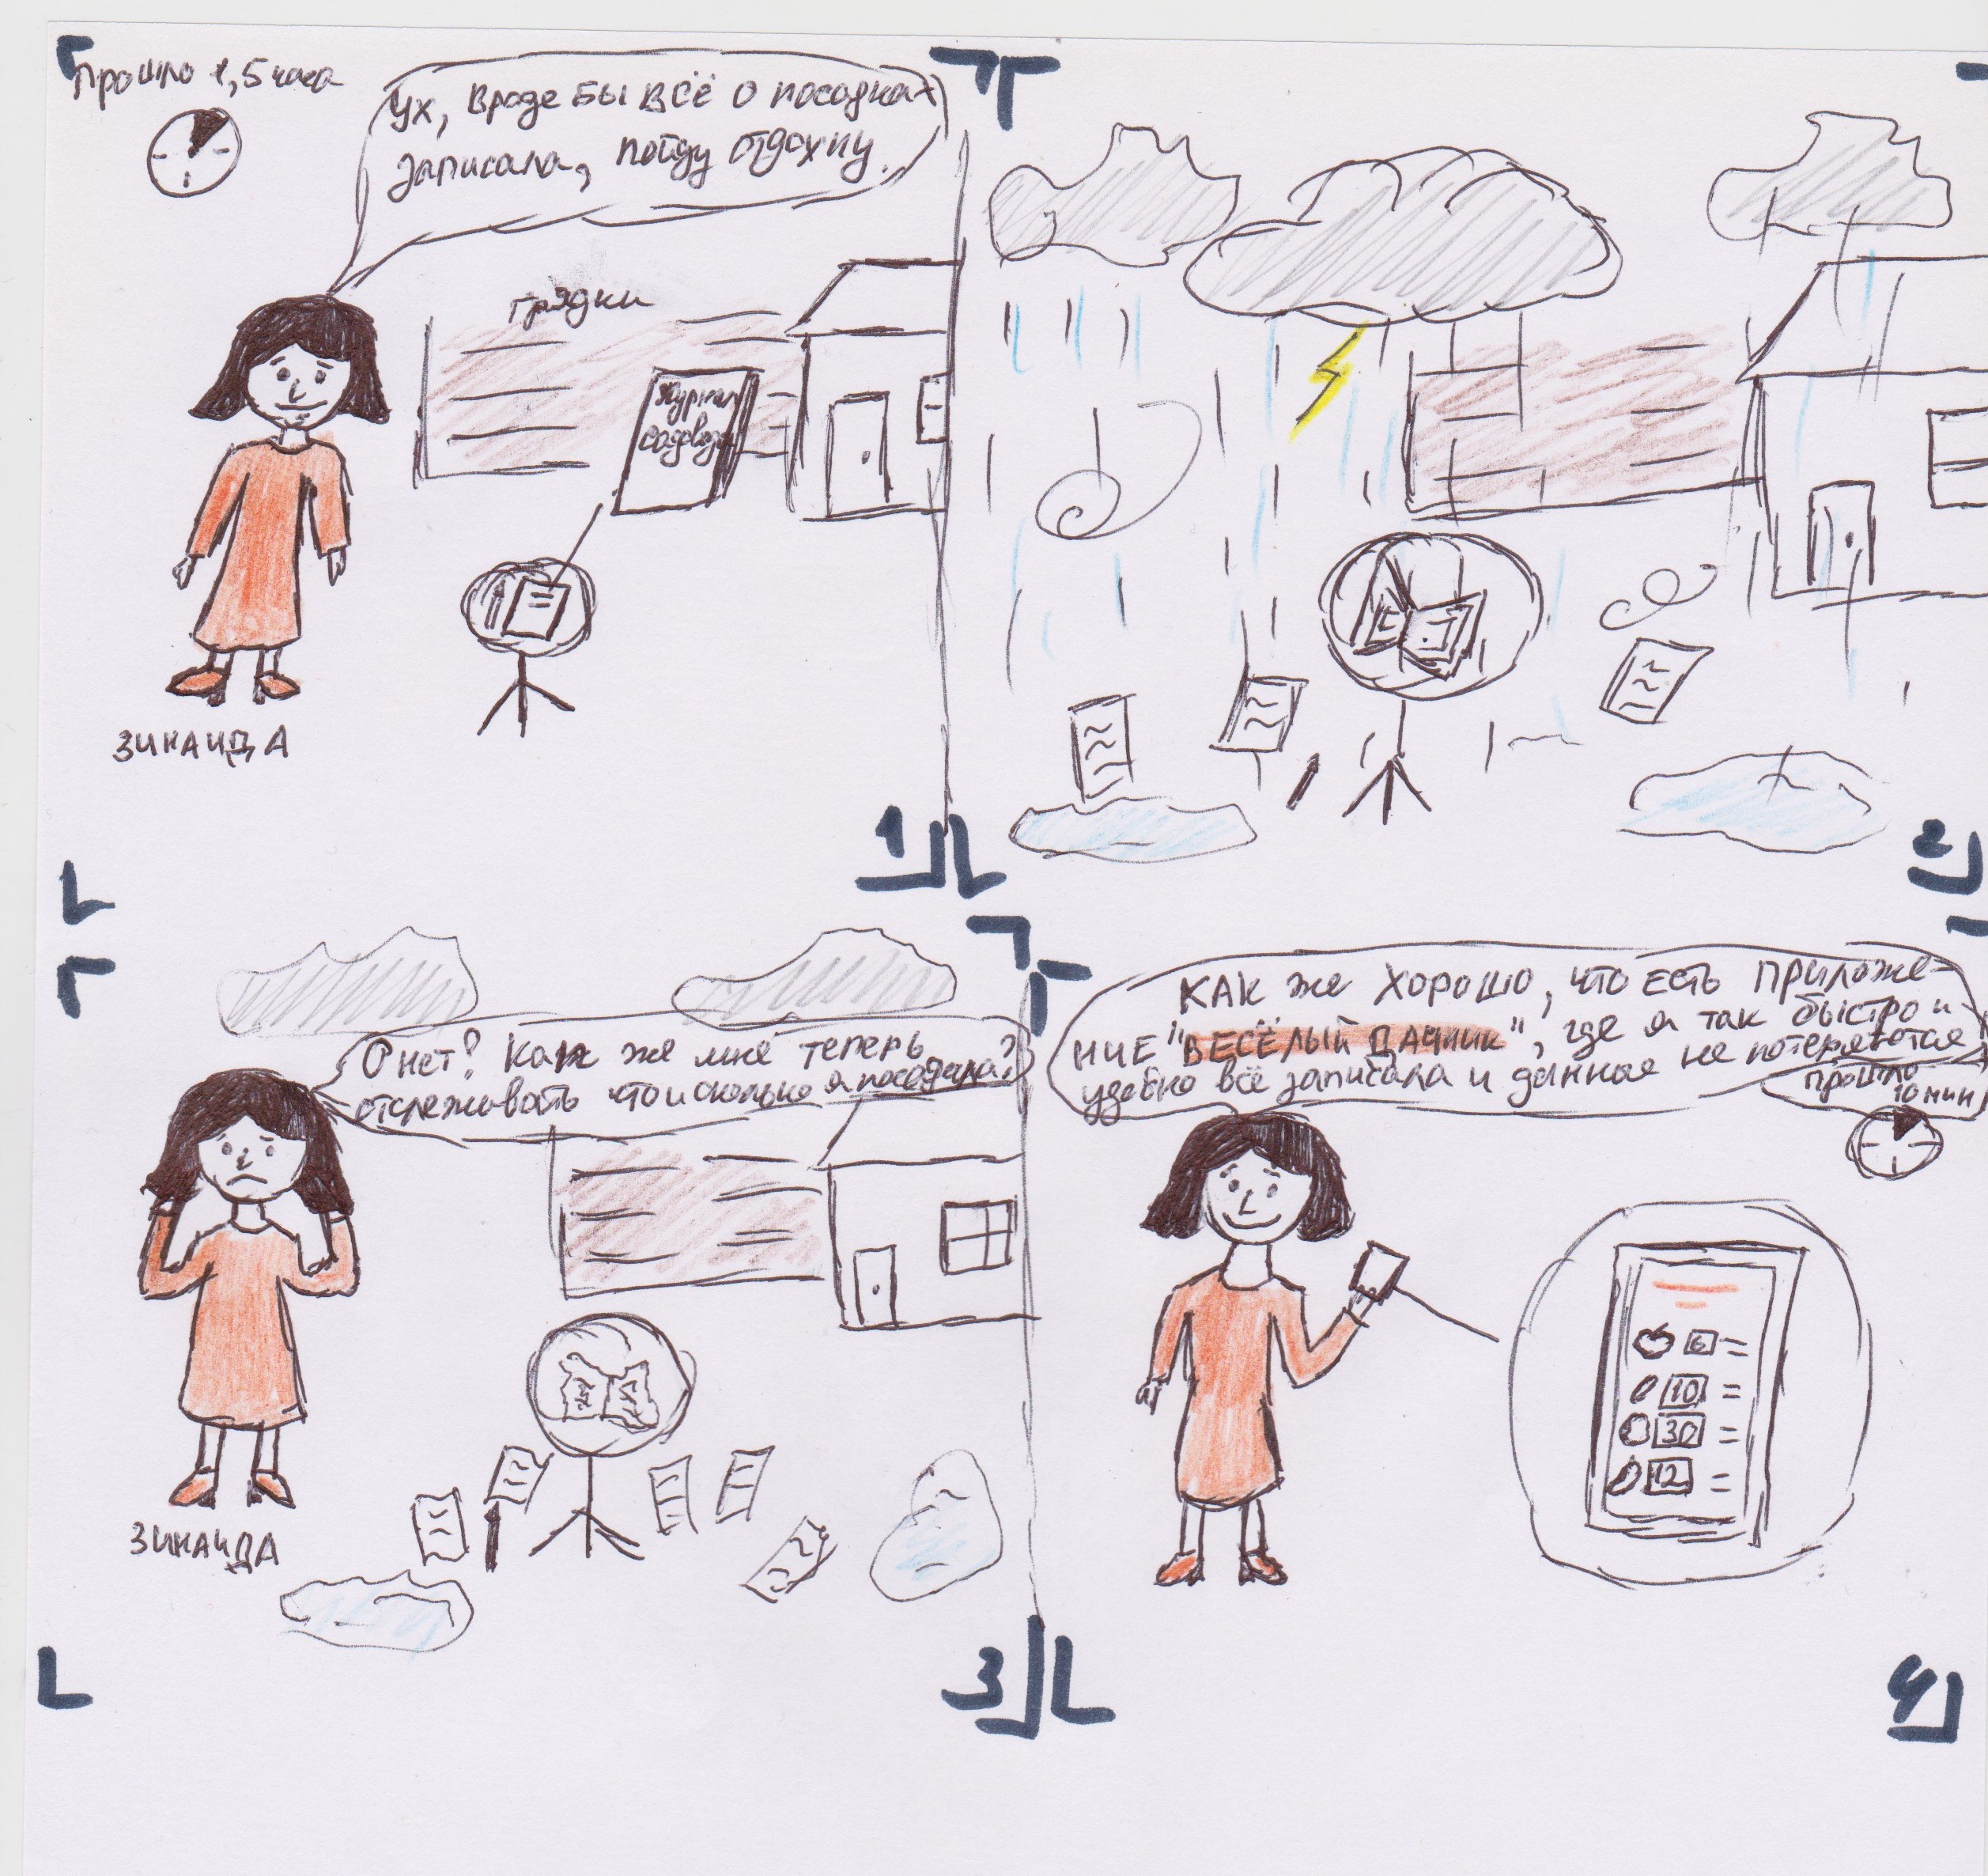 Прошло 1,5 часа
Ух, вроде бы всё о посадках
записала, пойду отдохну.
грядки
Журнал
садовода
ЗИНАИДА
1
2
О нет! Как же мне теперь
отслеживать что и сколько я посадила?
ЗИНАИДА
3
КАК же хорошо, что есть приложе-
ние "ВЕСЁЛЫЙ ДАЧНИК", где я так быстро и
удобно всё записала и данные не потеряются
прошло
10 мин
6 =
10 =
30 =
12 =
4